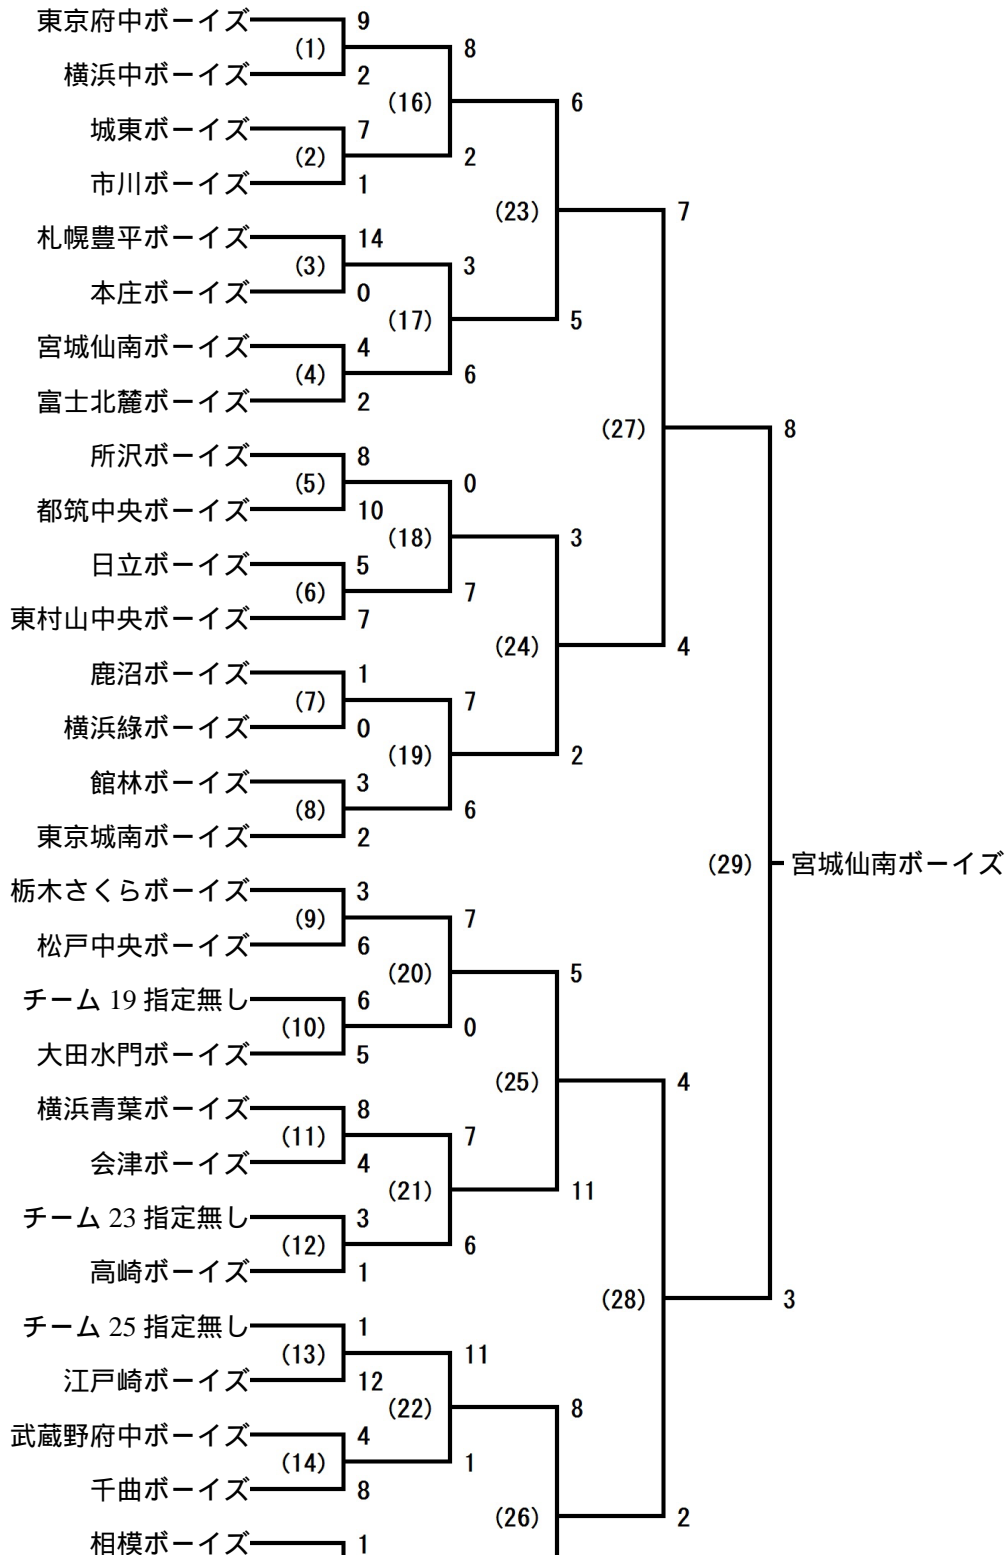 東京府中ボーイズ 9
(1) 8
横浜中ボーイズ 2
(16) 6
城東ボーイズ 7
(2) 2
市川ボーイズ 1
(23) 7
札幌豊平ボーイズ 14
(3) 3
本庄ボーイズ 0
(17) 5
宮城仙南ボーイズ 4
(4) 6
富士北麓ボーイズ 2
(27) 8
所沢ボーイズ 8
(5) 0
都筑中央ボーイズ 10
(18) 3
日立ボーイズ 5
(6) 7
東村山中央ボーイズ 7
(24) 4
鹿沼ボーイズ 1
(7) 7
横浜緑ボーイズ 0
(19) 2
館林ボーイズ 3
(8) 6
東京城南ボーイズ 2
(29) 宮城仙南ボーイズ
栃木さくらボーイズ 3
(9) 7
松戸中央ボーイズ 6
(20) 5
チーム 19 指定無し 6
(10) 0
大田水門ボーイズ 5
(25) 4
横浜青葉ボーイズ 8
(11) 7
会津ボーイズ 4
(21) 11
チーム 23 指定無し 3
(12) 6
高崎ボーイズ 1
(28) 3
チーム 25 指定無し 1
(13) 11
江戸崎ボーイズ 12
(22) 8
武蔵野府中ボーイズ 4
(14) 1
千曲ボーイズ 8
(26) 2
相模ボーイズ 1